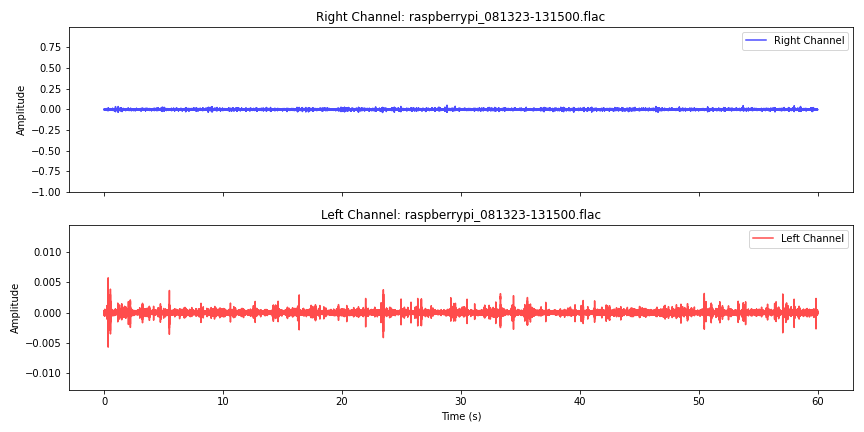 Right Channel: raspberrypi_081323-131500.flac
Right Channel
0.75
0.50
0.25
0.00
−0.25
−0.50
−0.75
−1.00
Amplitude
Left Channel: raspberrypi_081323-131500.flac
Left Channel
0.010
0.005
0.000
−0.005
−0.010
Amplitude
0 10 20 30 40 50 60
Time (s)